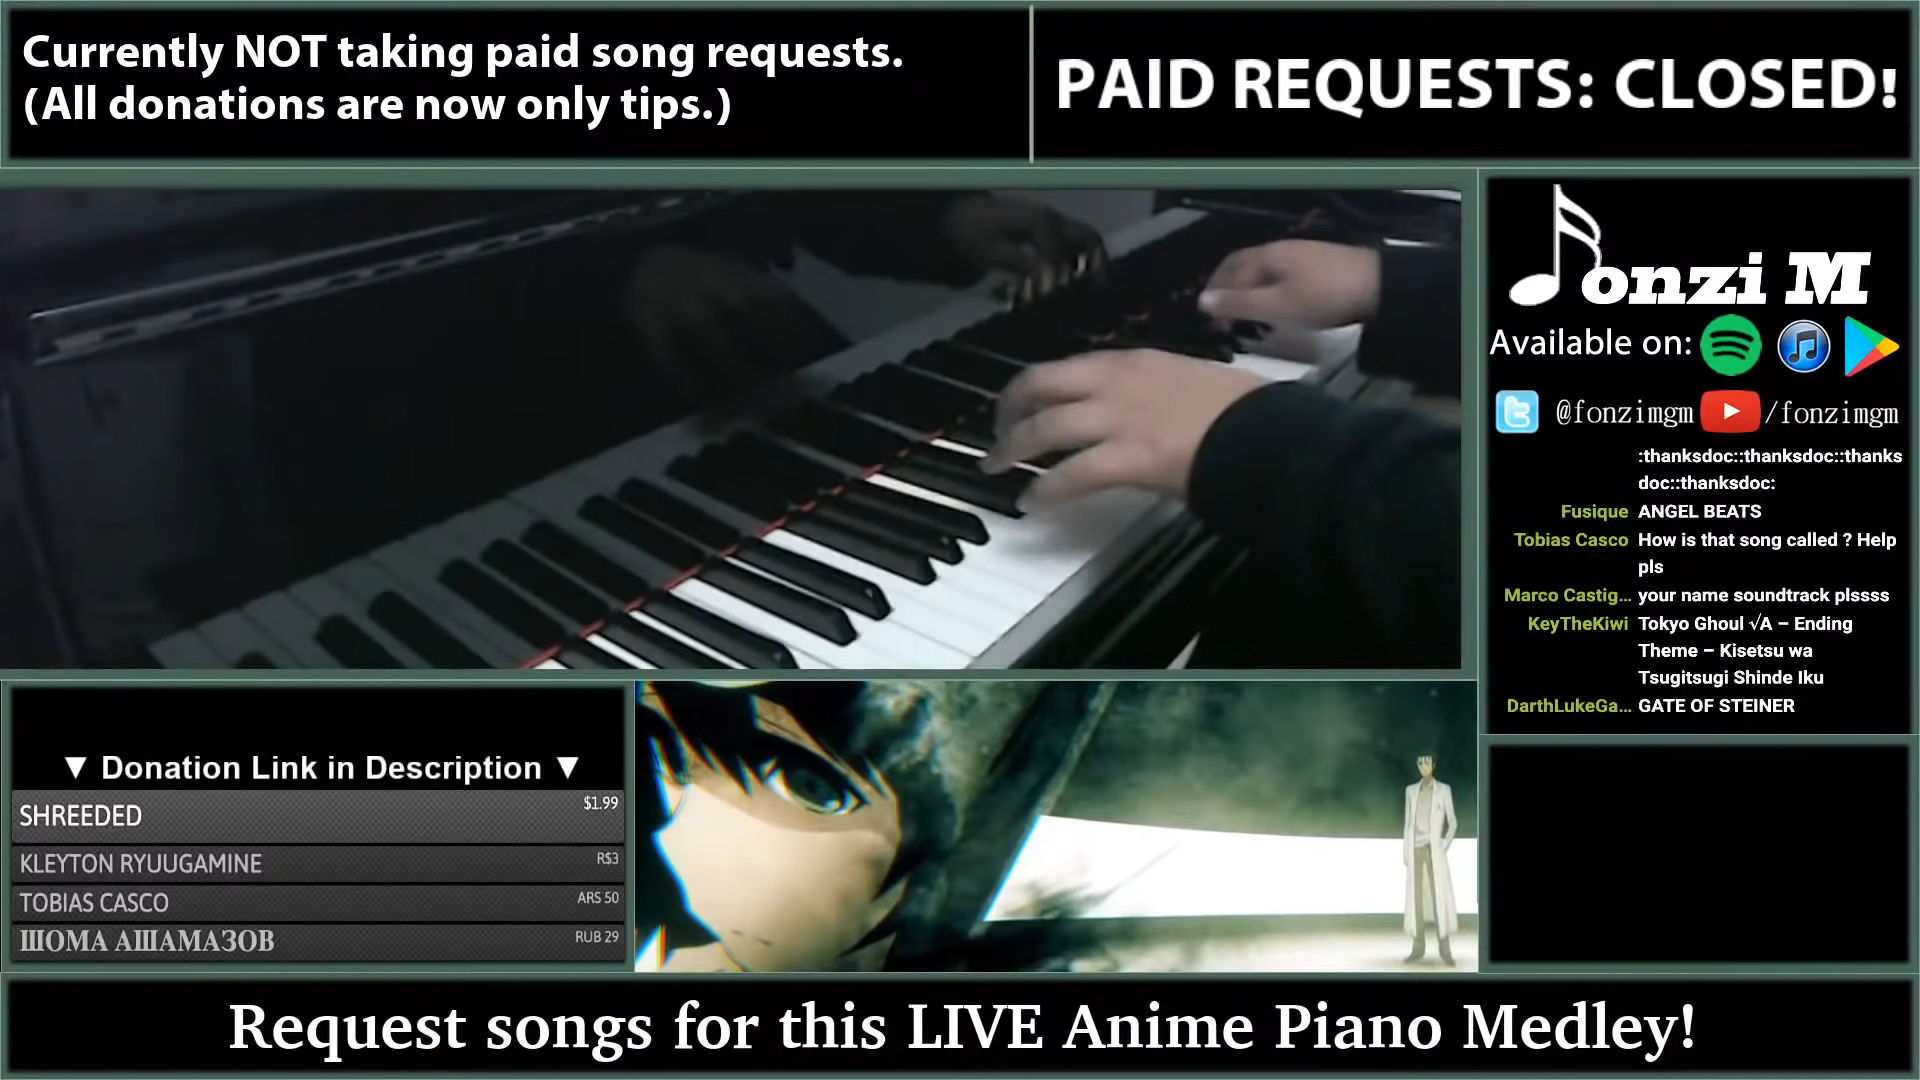 Currently NOT taking paid song requests.
(All donations are now only tips.)
PAID REQUESTS: CLOSED!
onzi M
Available on:
@fonzimgm /fonzimgm
:thanksdoc::thanksdoc::thanks
doc::thanksdoc:
Fusique ANGEL BEATS
Tobias Casco How is that song called ? Help
pls
Marco Castig... your name soundtrack plssss
KeyTheKiwi Tokyo Ghoul √A – Ending
Theme – Kisetsu wa
Tsugitsugi Shinde Iku
DarthLukeGa... GATE OF STEINER
▼ Donation Link in Description ▼
SHREEDED $1.99
KLEYTON RYUUGAMINE R$3
TOBIAS CASCO ARS 50
ШОМА АШАМАЗОВ RUB 29
Request songs for this LIVE Anime Piano Medley!